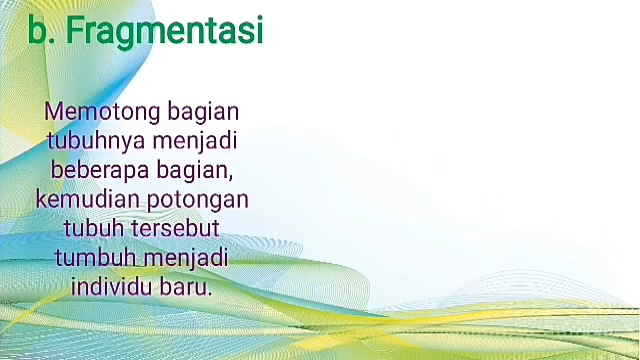 b. Fragmentasi
Memotong bagian
tubuhnya menjadi
beberapa bagian,
kemudian potongan
tubuh tersebut
tumbuh menjadi
individu baru.